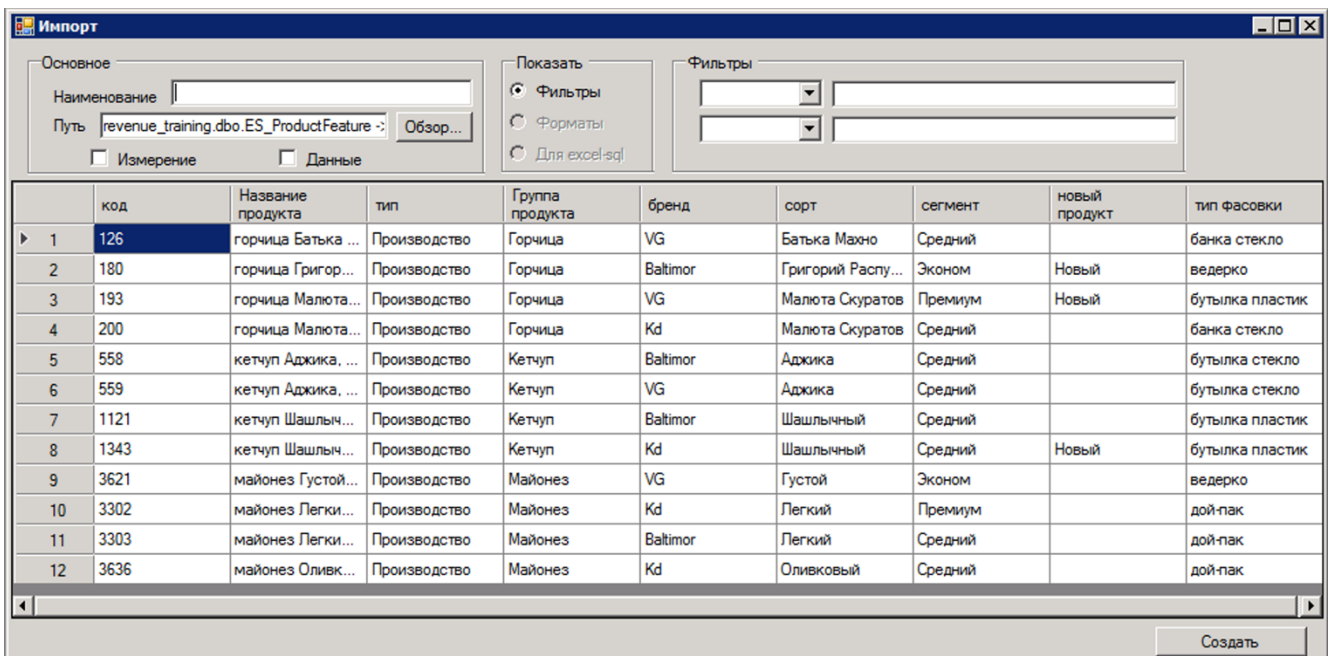 Импорт
Основное
Наименование
Путь revenue_training.dbo.ES_ProductFeature -> Обзор...
Измерение Данные
Показать
Фильтры
Форматы
Для excel-sql
Фильтры
код Название продукта тип Группа продукта бренд сорт сегмент новый продукт тип фасовки
1 126 горчица Батька ... Производство Горчица VG Батька Махно Средний банка стекло
2 180 горчица Григор... Производство Горчица Baltimor Григорий Распу... Эконом Новый ведерко
3 193 горчица Малюта... Производство Горчица VG Малюта Скуратов Премиум Новый бутылка пластик
4 200 горчица Малюта... Производство Горчица Kd Малюта Скуратов Средний банка стекло
5 558 кетчуп Аджика, ... Производство Кетчуп Baltimor Аджика Средний бутылка стекло
6 559 кетчуп Аджика, ... Производство Кетчуп VG Аджика Средний бутылка стекло
7 1121 кетчуп Шашлыч... Производство Кетчуп Baltimor Шашлычный Средний бутылка пластик
8 1343 кетчуп Шашлыч... Производство Кетчуп Kd Шашлычный Средний Новый бутылка пластик
9 3621 майонез Густой... Производство Майонез VG Густой Эконом ведерко
10 3302 майонез Легки... Производство Майонез Kd Легкий Премиум дой-пак
11 3303 майонез Легки... Производство Майонез Baltimor Легкий Средний дой-пак
12 3636 майонез Оливк... Производство Майонез Kd Оливковый Средний дой-пак
Создать